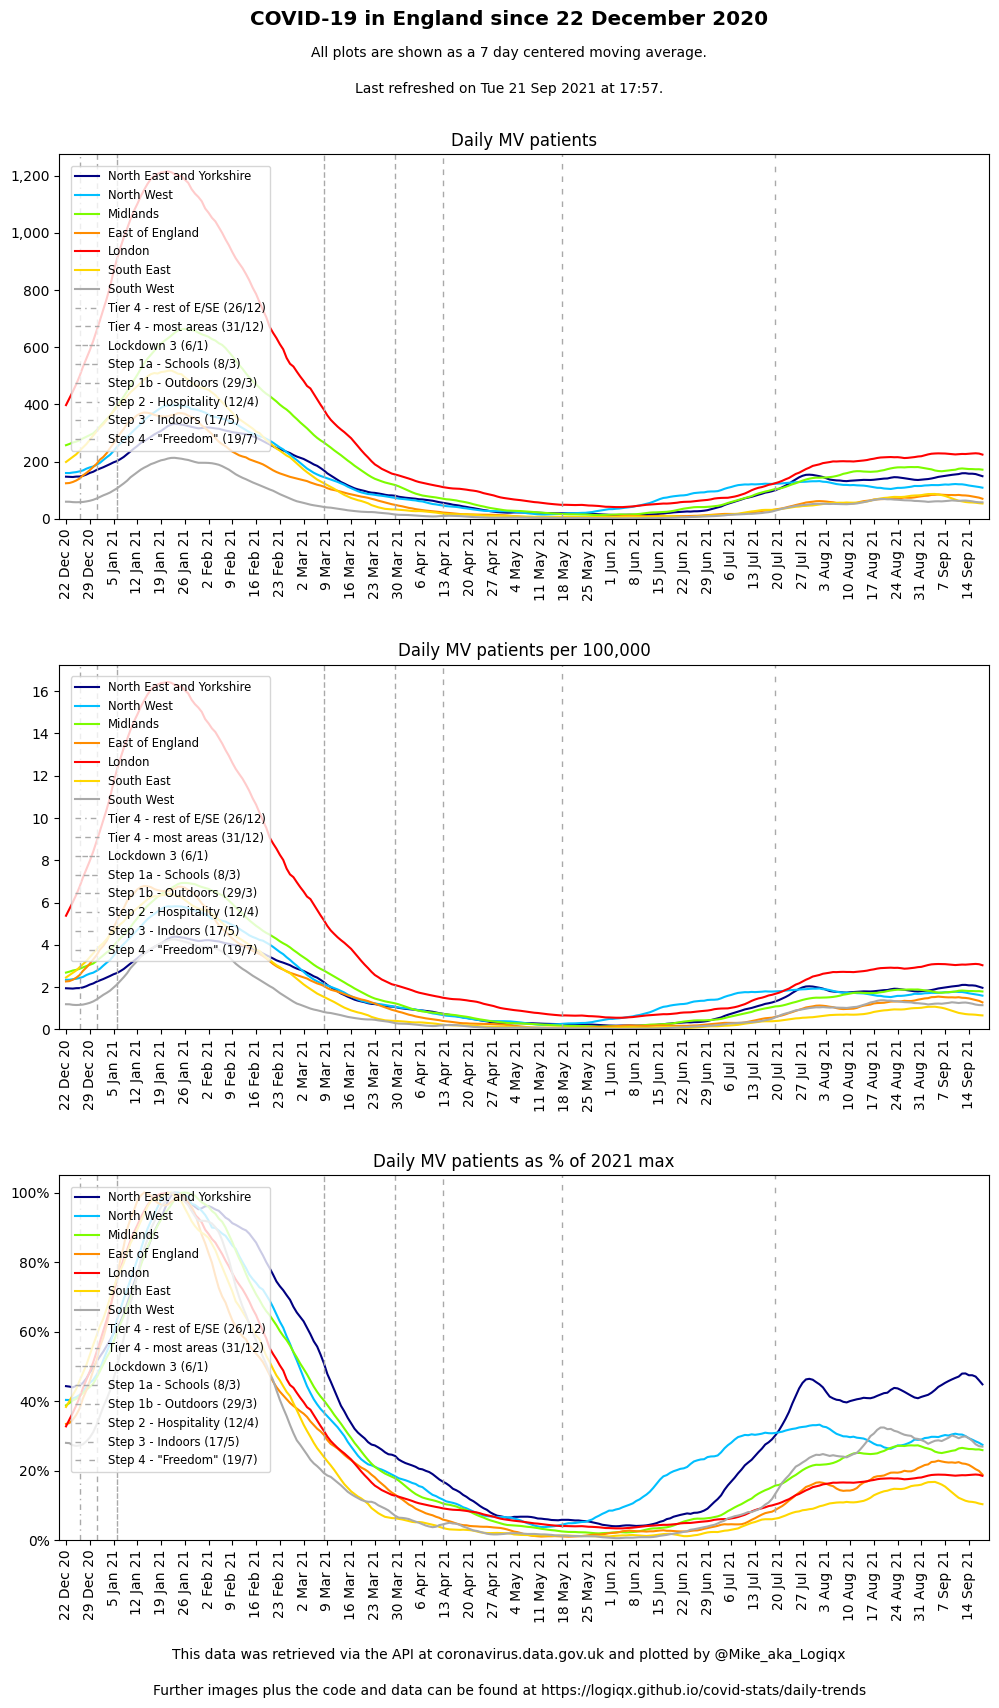 COVID-19 in England since 22 December 2020
All plots are shown as a 7 day centered moving average.
Last refreshed on Tue 21 Sep 2021 at 17:57.
Daily MV patients
1,200
1,000
800
600
400
200
0
North East and Yorkshire
North West
Midlands
East of England
London
South East
South West
Tier 4 - rest of E/SE (26/12)
Tier 4 - most areas (31/12)
Lockdown 3 (6/1)
Step 1a - Schools (8/3)
Step 1b - Outdoors (29/3)
Step 2 - Hospitality (12/4)
Step 3 - Indoors (17/5)
Step 4 - "Freedom" (19/7)
22 Dec 20
29 Dec 20
5 Jan 21
12 Jan 21
19 Jan 21
26 Jan 21
2 Feb 21
9 Feb 21
16 Feb 21
23 Feb 21
2 Mar 21
9 Mar 21
16 Mar 21
23 Mar 21
30 Mar 21
6 Apr 21
13 Apr 21
20 Apr 21
27 Apr 21
4 May 21
11 May 21
18 May 21
25 May 21
1 Jun 21
8 Jun 21
15 Jun 21
22 Jun 21
29 Jun 21
6 Jul 21
13 Jul 21
20 Jul 21
27 Jul 21
3 Aug 21
10 Aug 21
17 Aug 21
24 Aug 21
31 Aug 21
7 Sep 21
14 Sep 21
Daily MV patients per 100,000
16
14
12
10
8
6
4
2
0
North East and Yorkshire
North West
Midlands
East of England
London
South East
South West
Tier 4 - rest of E/SE (26/12)
Tier 4 - most areas (31/12)
Lockdown 3 (6/1)
Step 1a - Schools (8/3)
Step 1b - Outdoors (29/3)
Step 2 - Hospitality (12/4)
Step 3 - Indoors (17/5)
Step 4 - "Freedom" (19/7)
22 Dec 20
29 Dec 20
5 Jan 21
12 Jan 21
19 Jan 21
26 Jan 21
2 Feb 21
9 Feb 21
16 Feb 21
23 Feb 21
2 Mar 21
9 Mar 21
16 Mar 21
23 Mar 21
30 Mar 21
6 Apr 21
13 Apr 21
20 Apr 21
27 Apr 21
4 May 21
11 May 21
18 May 21
25 May 21
1 Jun 21
8 Jun 21
15 Jun 21
22 Jun 21
29 Jun 21
6 Jul 21
13 Jul 21
20 Jul 21
27 Jul 21
3 Aug 21
10 Aug 21
17 Aug 21
24 Aug 21
31 Aug 21
7 Sep 21
14 Sep 21
Daily MV patients as % of 2021 max
100%
80%
60%
40%
20%
0%
North East and Yorkshire
North West
Midlands
East of England
London
South East
South West
Tier 4 - rest of E/SE (26/12)
Tier 4 - most areas (31/12)
Lockdown 3 (6/1)
Step 1a - Schools (8/3)
Step 1b - Outdoors (29/3)
Step 2 - Hospitality (12/4)
Step 3 - Indoors (17/5)
Step 4 - "Freedom" (19/7)
22 Dec 20
29 Dec 20
5 Jan 21
12 Jan 21
19 Jan 21
26 Jan 21
2 Feb 21
9 Feb 21
16 Feb 21
23 Feb 21
2 Mar 21
9 Mar 21
16 Mar 21
23 Mar 21
30 Mar 21
6 Apr 21
13 Apr 21
20 Apr 21
27 Apr 21
4 May 21
11 May 21
18 May 21
25 May 21
1 Jun 21
8 Jun 21
15 Jun 21
22 Jun 21
29 Jun 21
6 Jul 21
13 Jul 21
20 Jul 21
27 Jul 21
3 Aug 21
10 Aug 21
17 Aug 21
24 Aug 21
31 Aug 21
7 Sep 21
14 Sep 21
This data was retrieved via the API at coronavirus.data.gov.uk and plotted by @Mike_aka_Logiqx
Further images plus the code and data can be found at https://logiqx.github.io/covid-stats/daily-trends